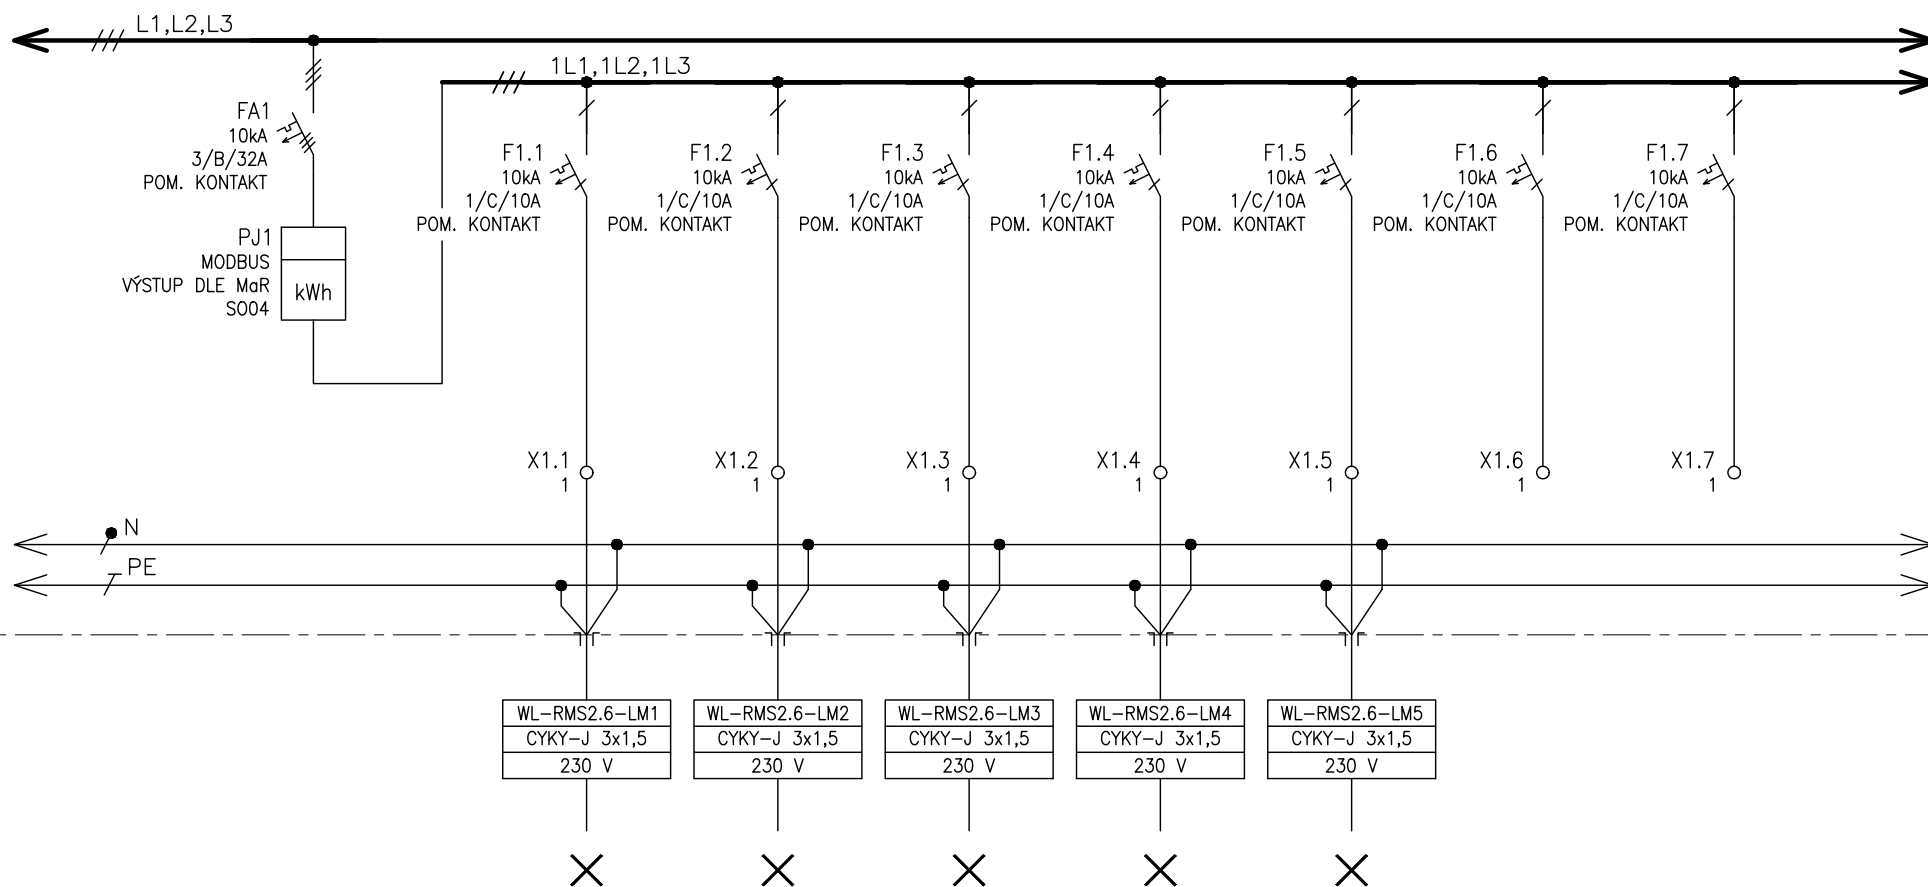 L1,L2,L3
1L1,1L2,1L3
FA1
10kA
3/B/32A
POM. KONTAKT
PJ1
MODBUS
VÝSTUP DLE MaR
SO04
kWh
F1.1
10kA
1/C/10A
POM. KONTAKT
F1.2
10kA
1/C/10A
POM. KONTAKT
F1.3
10kA
1/C/10A
POM. KONTAKT
F1.4
10kA
1/C/10A
POM. KONTAKT
F1.5
10kA
1/C/10A
POM. KONTAKT
F1.6
10kA
1/C/10A
POM. KONTAKT
F1.7
10kA
1/C/10A
POM. KONTAKT
X1.1
1
X1.2
1
X1.3
1
X1.4
1
X1.5
1
X1.6
1
X1.7
1
N
PE
WL-RMS2.6-LM1
CYKY-J 3x1,5
230 V
WL-RMS2.6-LM2
CYKY-J 3x1,5
230 V
WL-RMS2.6-LM3
CYKY-J 3x1,5
230 V
WL-RMS2.6-LM4
CYKY-J 3x1,5
230 V
WL-RMS2.6-LM5
CYKY-J 3x1,5
230 V